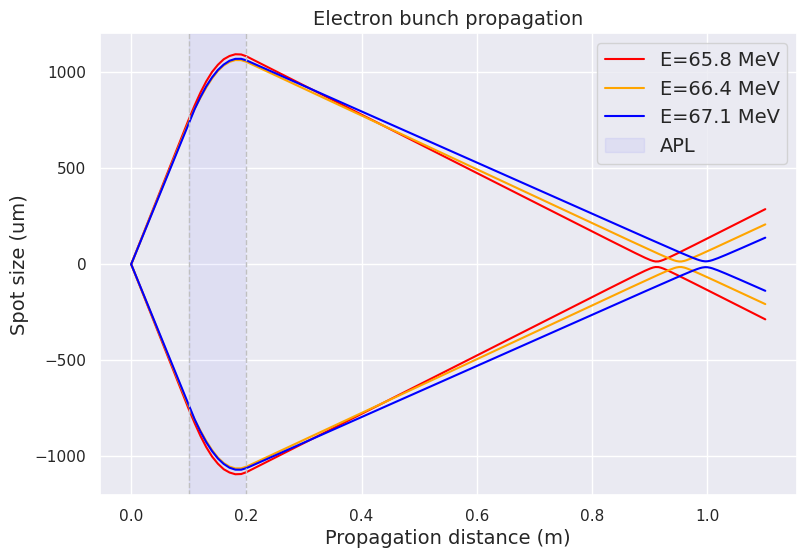 Electron bunch propagation
E=65.8 MeV
E=66.4 MeV
E=67.1 MeV
APL
Spot size (um)
1000
500
0
−500
−1000
0.0 0.2 0.4 0.6 0.8 1.0
Propagation distance (m)